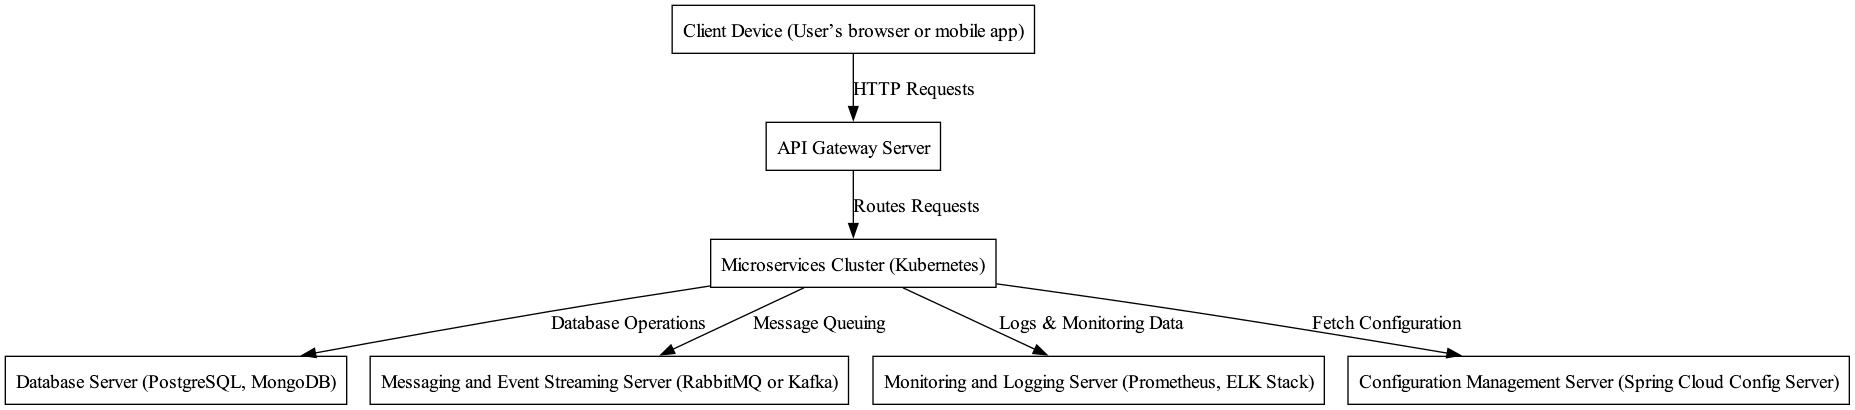 Client Device (User’s browser or mobile app)
HTTP Requests
API Gateway Server
Routes Requests
Microservices Cluster (Kubernetes)
Database Operations
Message Queuing
Logs & Monitoring Data
Fetch Configuration
Database Server (PostgreSQL, MongoDB)
Messaging and Event Streaming Server (RabbitMQ or Kafka)
Monitoring and Logging Server (Prometheus, ELK Stack)
Configuration Management Server (Spring Cloud Config Server)